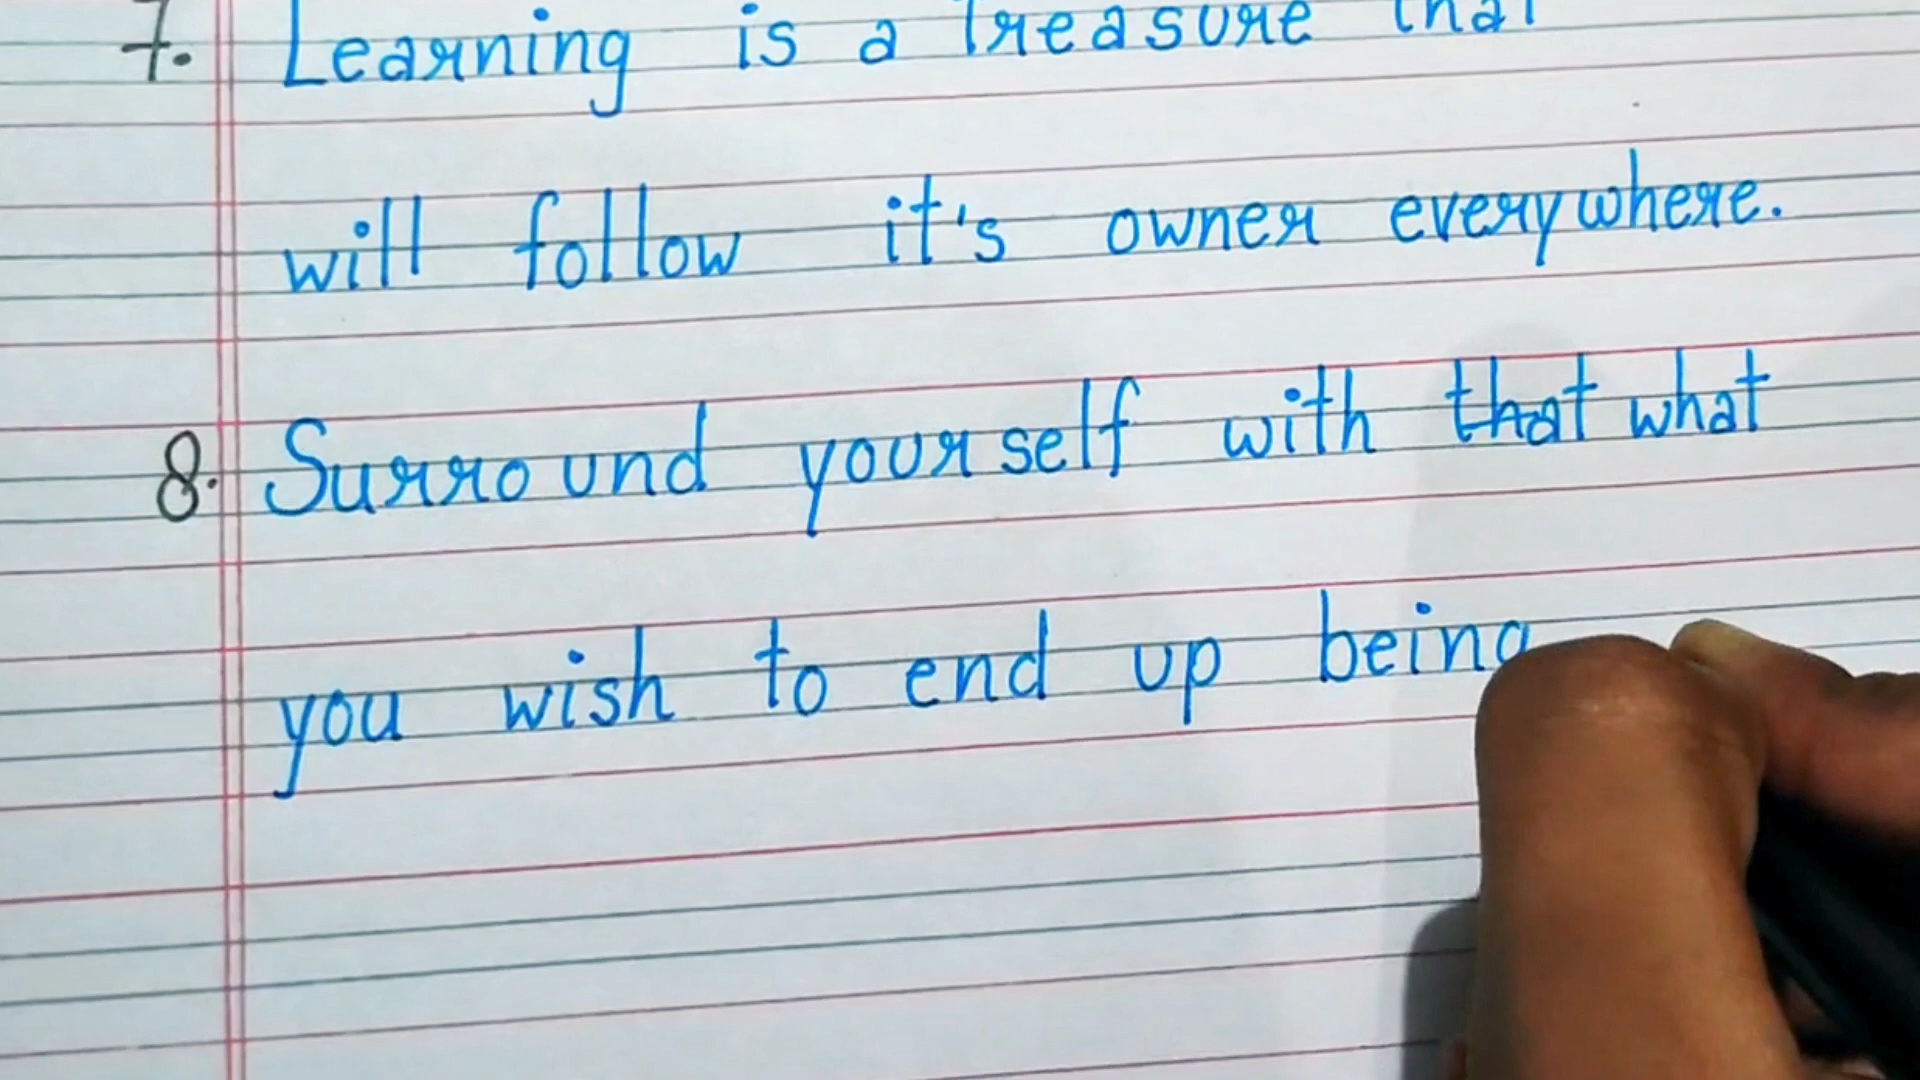 7. Learning is a treasure that
will follow it's owner everywhere.
8. Surround yourself with that what
you wish to end up being